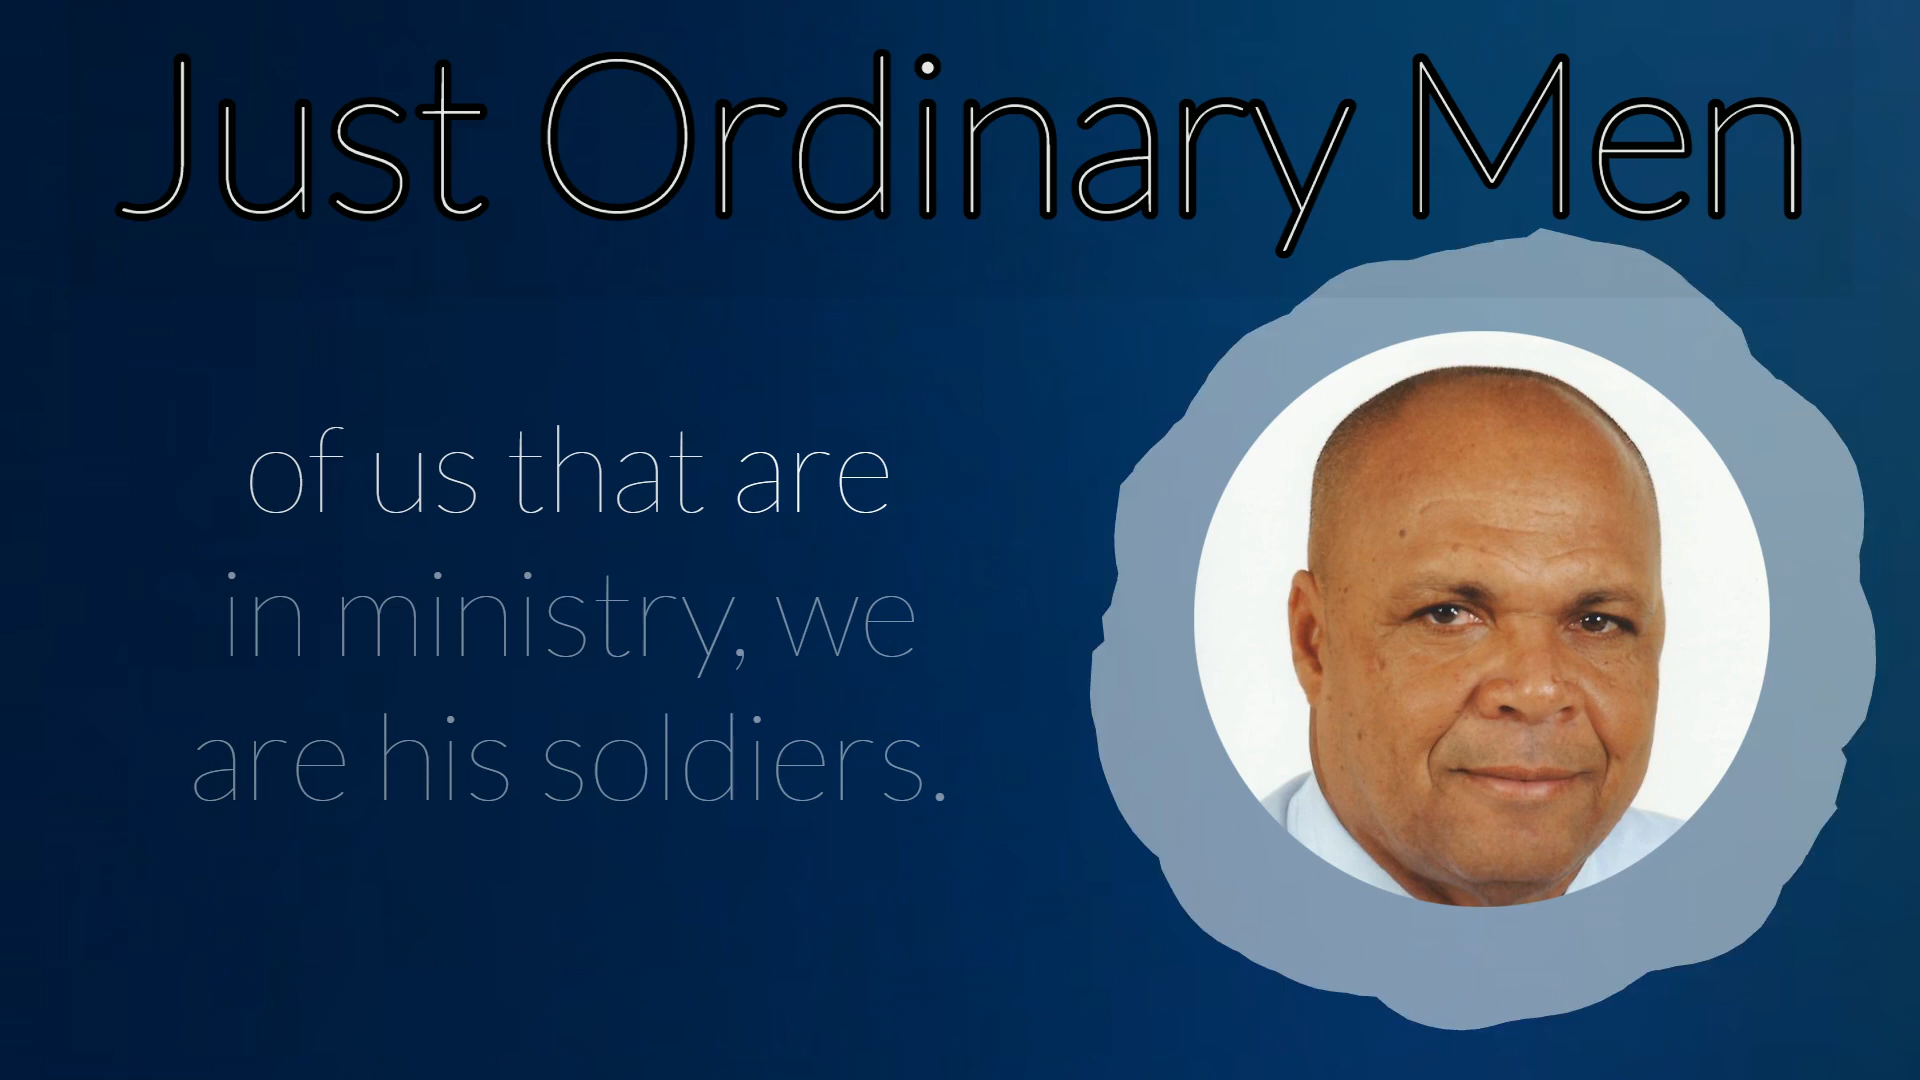 Just Ordinary Men
of us that are
in ministry, we
are his soldiers.